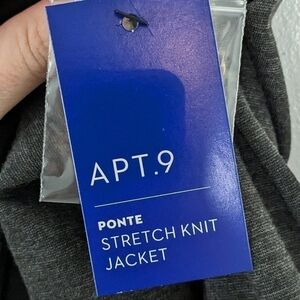 APT.9
PONTE
STRETCH KNIT
JACKET